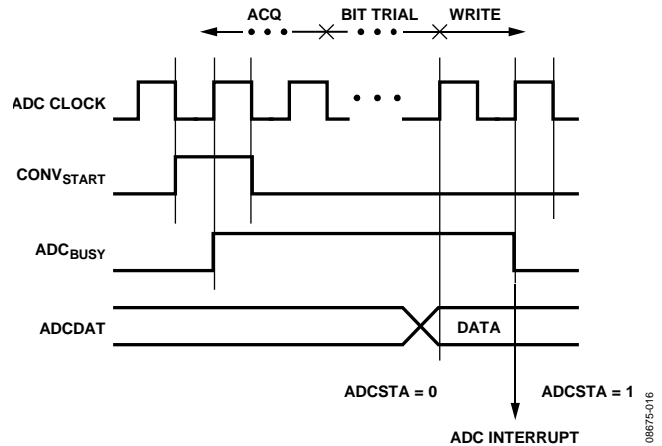 ACQ BIT TRIAL WRITE
ADC CLOCK
CONVSTART
ADCBUSY
ADCDAT DATA
ADCSTA = 0 ADCSTA = 1
ADC INTERRUPT
08675-016